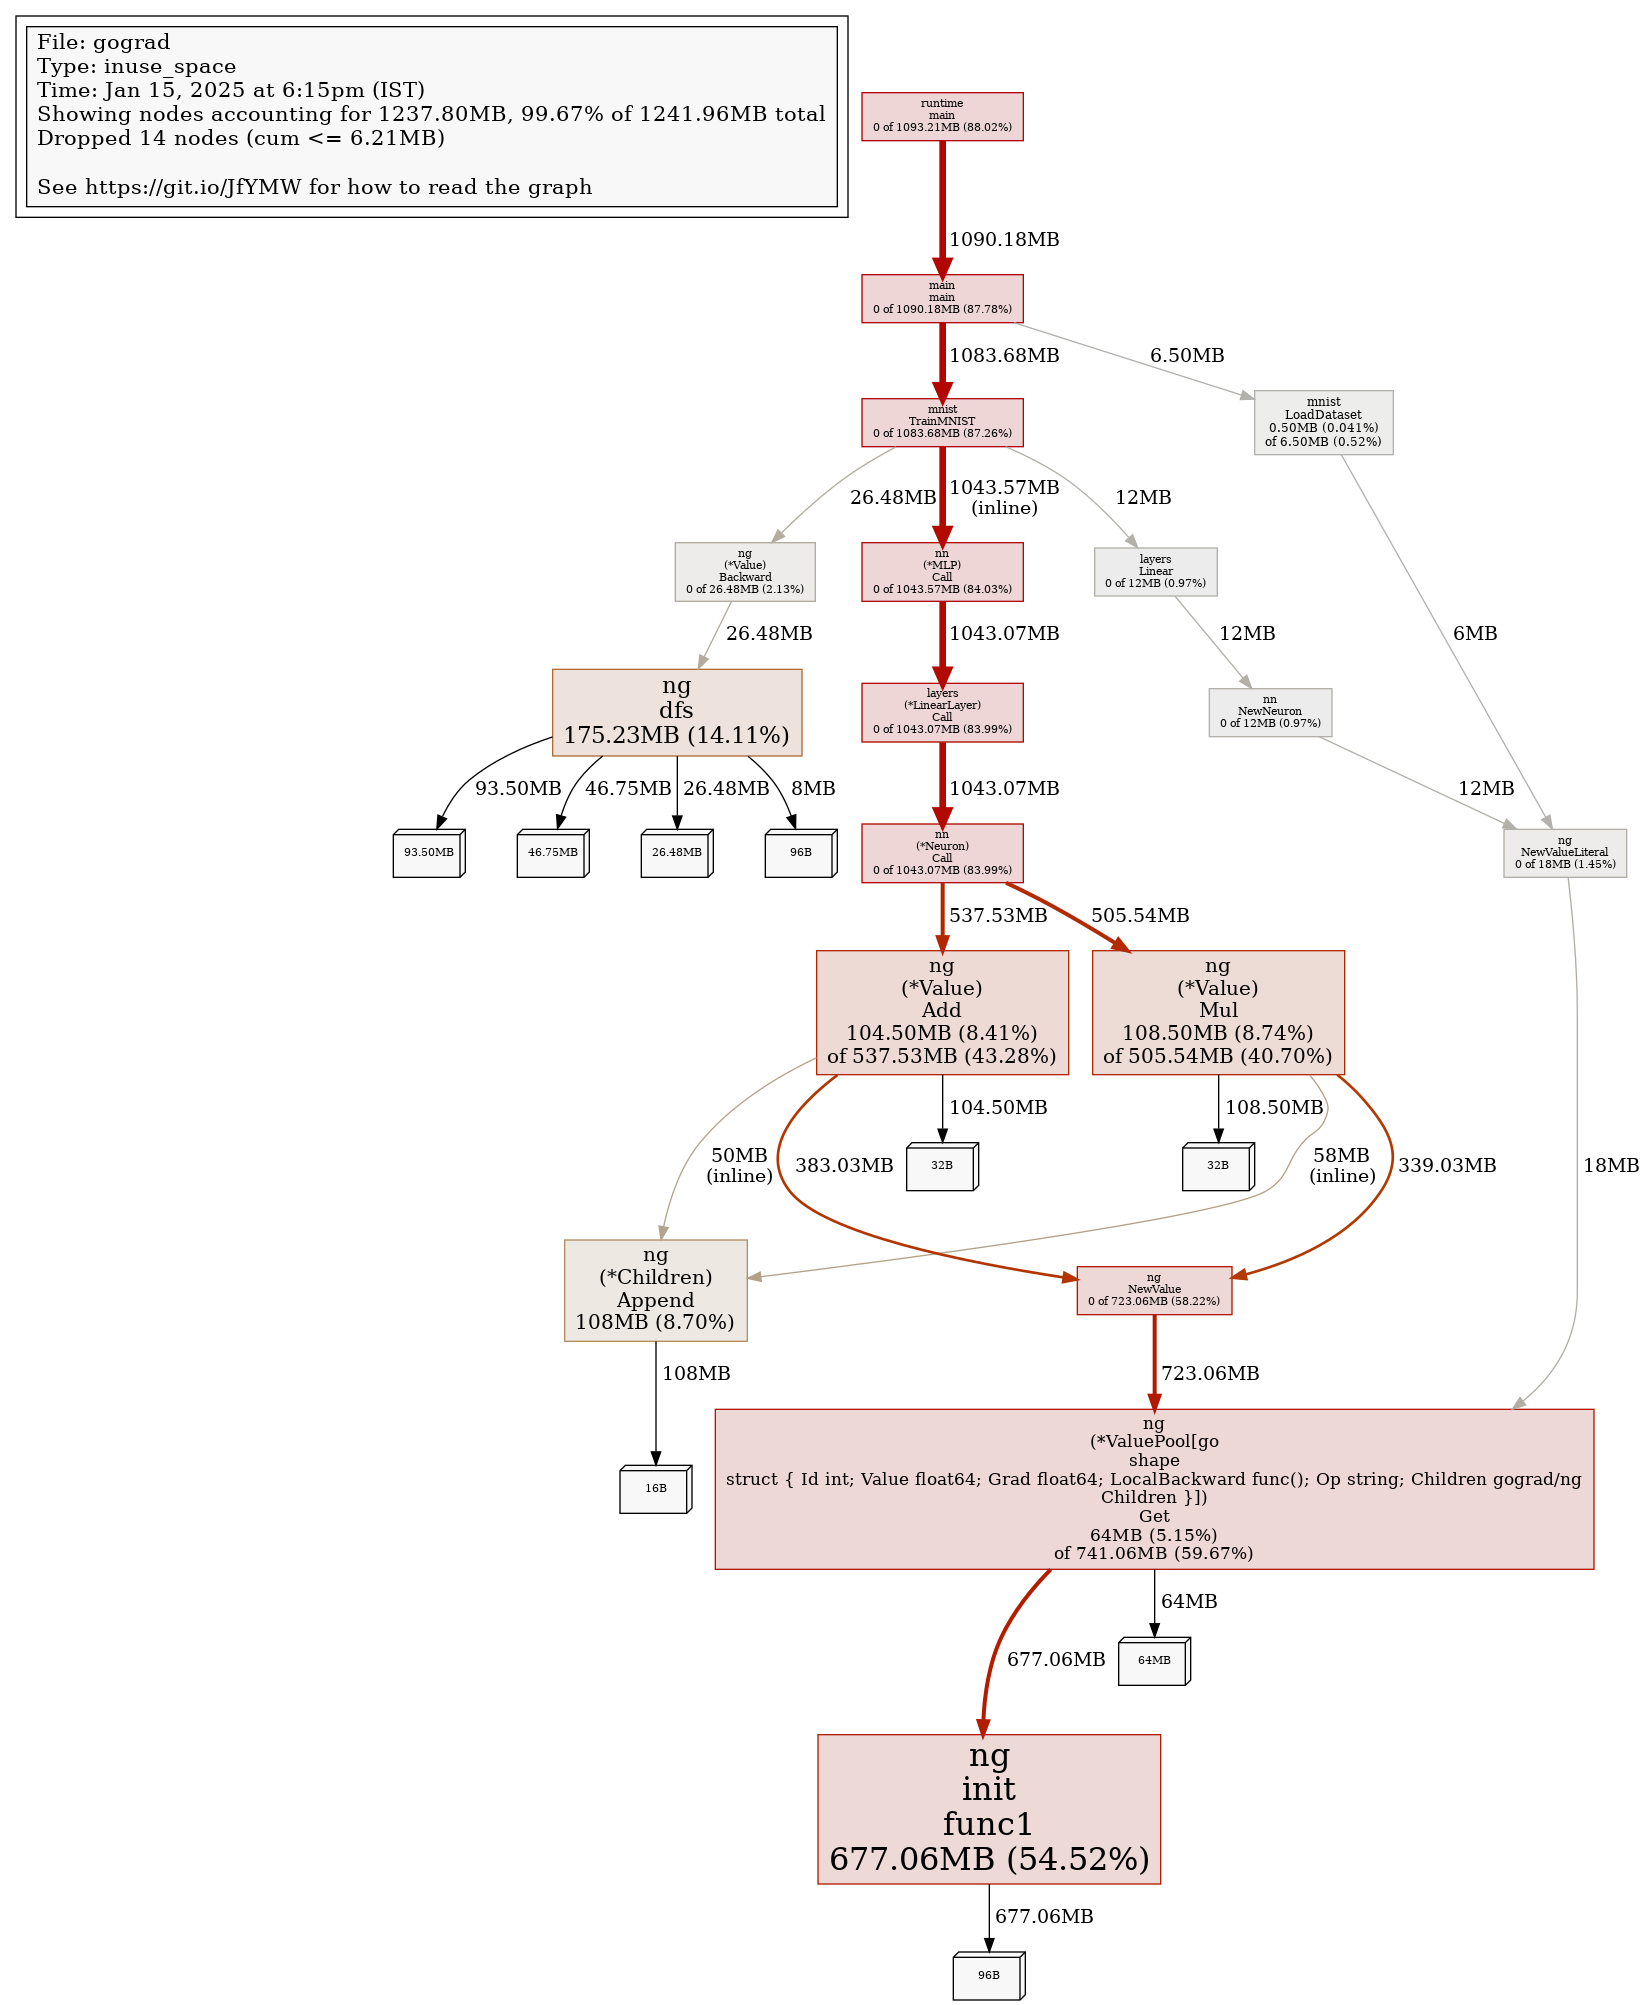 File: gograd
Type: inuse_space
Time: Jan 15, 2025 at 6:15pm (IST)
Showing nodes accounting for 1237.80MB, 99.67% of 1241.96MB total
Dropped 14 nodes (cum <= 6.21MB)
See https://git.io/JfYMW for how to read the graph
runtime
main
0 of 1093.21MB (88.02%)
1090.18MB
main
main
0 of 1090.18MB (87.78%)
1083.68MB
6.50MB
mnist
TrainMNIST
0 of 1083.68MB (87.26%)
mnist
LoadDataset
0.50MB (0.041%)
of 6.50MB (0.52%)
26.48MB
1043.57MB
(inline)
12MB
ng
(*Value)
Backward
0 of 26.48MB (2.13%)
nn
(*MLP)
Call
0 of 1043.57MB (84.03%)
layers
Linear
0 of 12MB (0.97%)
26.48MB
1043.07MB
12MB
6MB
ng
dfs
175.23MB (14.11%)
layers
(*LinearLayer)
Call
0 of 1043.07MB (83.99%)
nn
NewNeuron
0 of 12MB (0.97%)
93.50MB
46.75MB
26.48MB
8MB
1043.07MB
12MB
93.50MB
46.75MB
26.48MB
96B
nn
(*Neuron)
Call
0 of 1043.07MB (83.99%)
ng
NewValueLiteral
0 of 18MB (1.45%)
537.53MB
505.54MB
ng
(*Value)
Add
104.50MB (8.41%)
of 537.53MB (43.28%)
ng
(*Value)
Mul
108.50MB (8.74%)
of 505.54MB (40.70%)
104.50MB
108.50MB
50MB
(inline)
383.03MB
32B
32B
58MB
(inline)
339.03MB
18MB
ng
(*Children)
Append
108MB (8.70%)
ng
NewValue
0 of 723.06MB (58.22%)
108MB
723.06MB
16B
ng
(*ValuePool[go
shape
struct { Id int; Value float64; Grad float64; LocalBackward func(); Op string; Children gograd/ng
Children }])
Get
64MB (5.15%)
of 741.06MB (59.67%)
64MB
677.06MB
64MB
ng
init
func1
677.06MB (54.52%)
677.06MB
96B